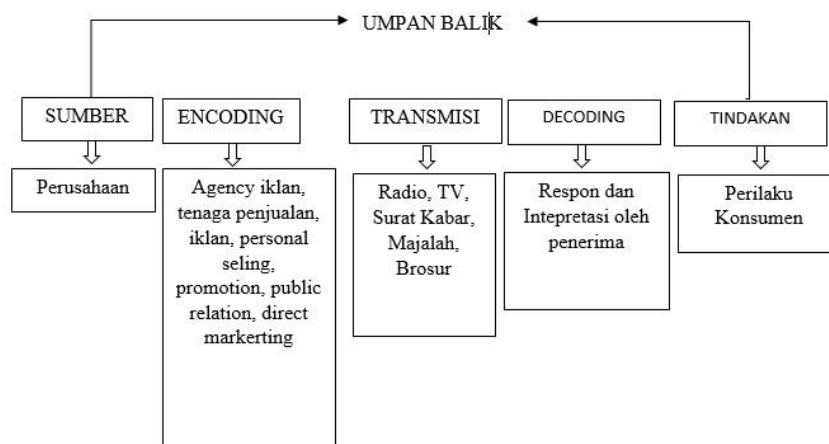 UMPAN BALIK
SUMBER
ENCODING
TRANSMISI
DECODING
TINDAKAN
Perusahaan
Agency iklan,
tenaga penjualan,
iklan, personal
seling,
promotion, public
relation, direct
markerting
Radio, TV,
Surat Kabar,
Majalah,
Brosur
Respon dan
Intepretasi oleh
penerima
Perilaku
Konsumen